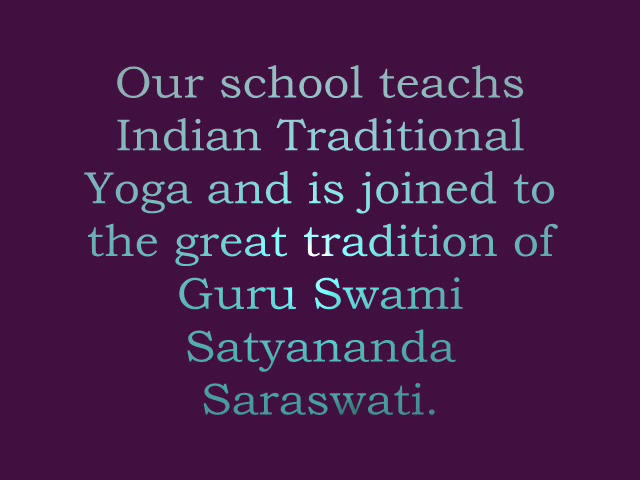 Our school teachs
Indian Traditional
Yoga and is joined to
the great tradition of
Guru Swami
Satyananda
Saraswati.